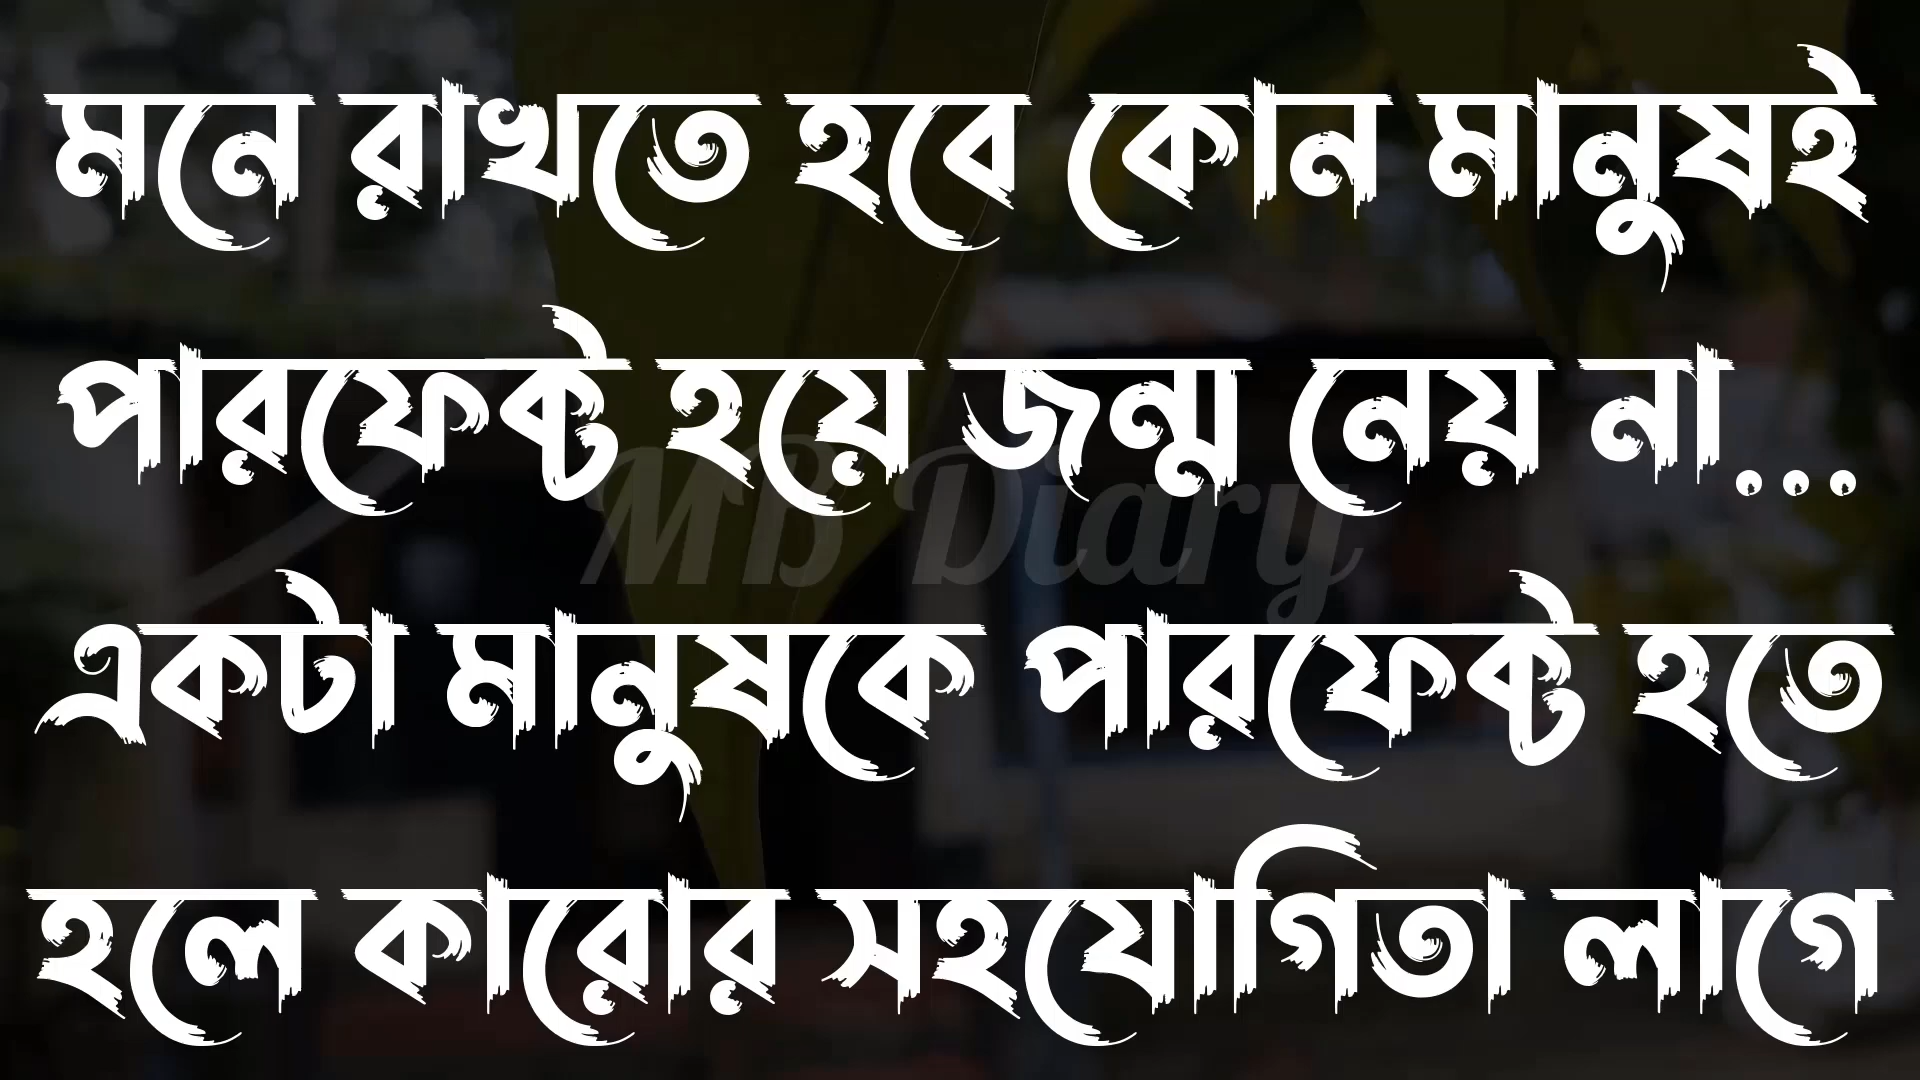 মনে রাখতে হবে কোন মানুষই
পারফেক্ট হয়ে জন্ম নেয় না...
MB Diary
একটা মানুষকে পারফেক্ট হতে
হলে কারোর সহযোগিতা লাগে